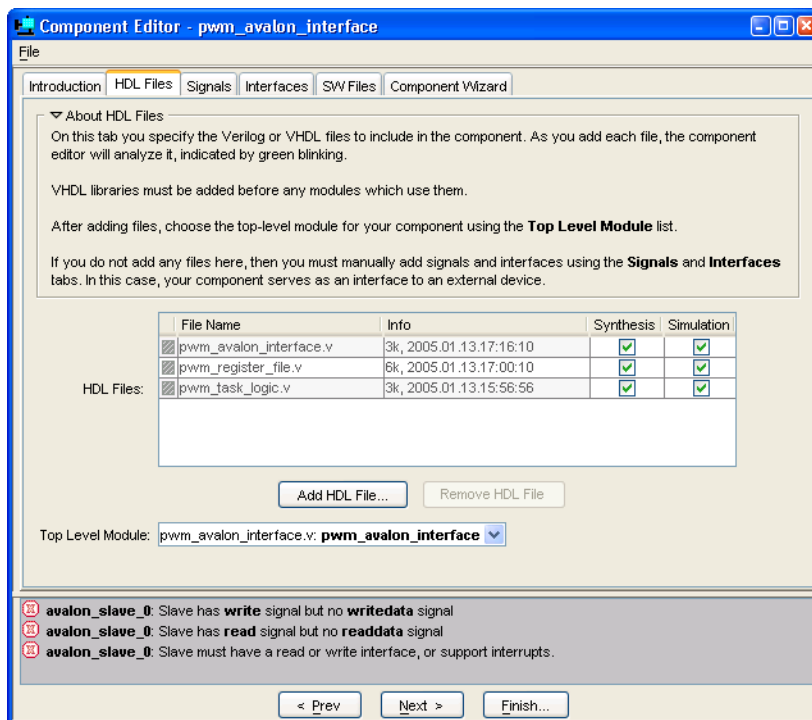 Component Editor - pwm_avalon_interface
File
Introduction HDL Files Signals Interfaces SW Files Component Wizard
About HDL Files
On this tab you specify the Verilog or VHDL files to include in the component. As you add each file, the component
editor will analyze it, indicated by green blinking.
VHDL libraries must be added before any modules which use them.
After adding files, choose the top-level module for your component using the Top Level Module list.
If you do not add any files here, then you must manually add signals and interfaces using the Signals and Interfaces
tabs. In this case, your component serves as an interface to an external device.
File Name Info Synthesis Simulation
pwm_avalon_interface.v 3k, 2005.01.13.17:16:10
pwm_register_file.v 6k, 2005.01.13.17:00:10
HDL Files: pwm_task_logic.v 3k, 2005.01.13.15:56:56
Add HDL File... Remove HDL File
Top Level Module: pwm_avalon_interface.v: pwm_avalon_interface
avalon_slave_0: Slave has write signal but no writedata signal
avalon_slave_0: Slave has read signal but no readdata signal
avalon_slave_0: Slave must have a read or write interface, or support interrupts.
< Prev Next > Finish...